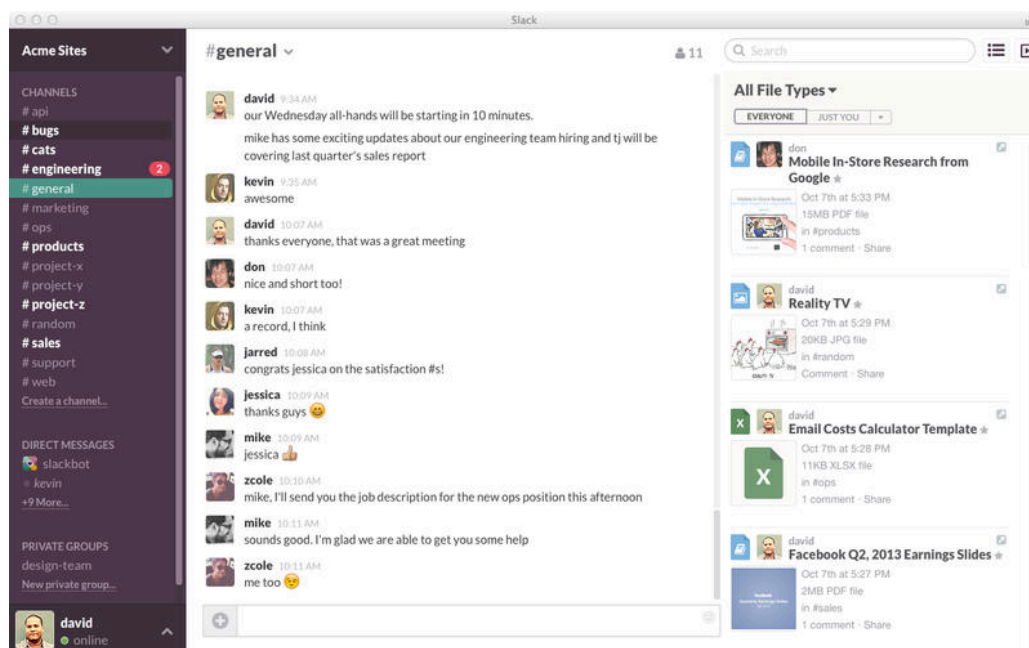 Slack
Acme Sites
CHANNELS
# api
# bugs
# cats
# engineering 2
# general
# marketing
# ops
# products
# project-x
# project-y
# project-z
# random
# sales
# support
# web
Create a channel...
DIRECT MESSAGES
slackbot
kevin
+9 More...
PRIVATE GROUPS
design-team
New private group...
david
online
#general
11
david 9:34 AM
our Wednesday all-hands will be starting in 10 minutes.
mike has some exciting updates about our engineering team hiring and tj will be
covering last quarter's sales report
kevin 9:35 AM
awesome
david 10:07 AM
thanks everyone, that was a great meeting
don 10:07 AM
nice and short too!
kevin 10:07 AM
a record, I think
jarred 10:08 AM
congrats jessica on the satisfaction #s!
jessica 10:09 AM
thanks guys
mike 10:09 AM
jessica
zcole 10:10 AM
mike, I'll send you the job description for the new ops position this afternoon
mike 10:11 AM
sounds good. I'm glad we are able to get you some help
zcole 10:11 AM
me too
Search
All File Types
EVERYONE JUST YOU
don
Mobile In-Store Research from
Google
Mobile In-Store Research
Oct 7th at 5:33 PM
15MB PDF file
in #products
1 comment · Share
david
Reality TV
REALITY TV
Oct 7th at 5:29 PM
20KB JPG file
in #random
Comment · Share
X
david
Email Costs Calculator Template
X
Oct 7th at 5:28 PM
11KB XLSX file
in #ops
1 comment · Share
david
Facebook Q2, 2013 Earnings Slides
Oct 7th at 5:27 PM
2MB PDF file
in #sales
1 comment · Share